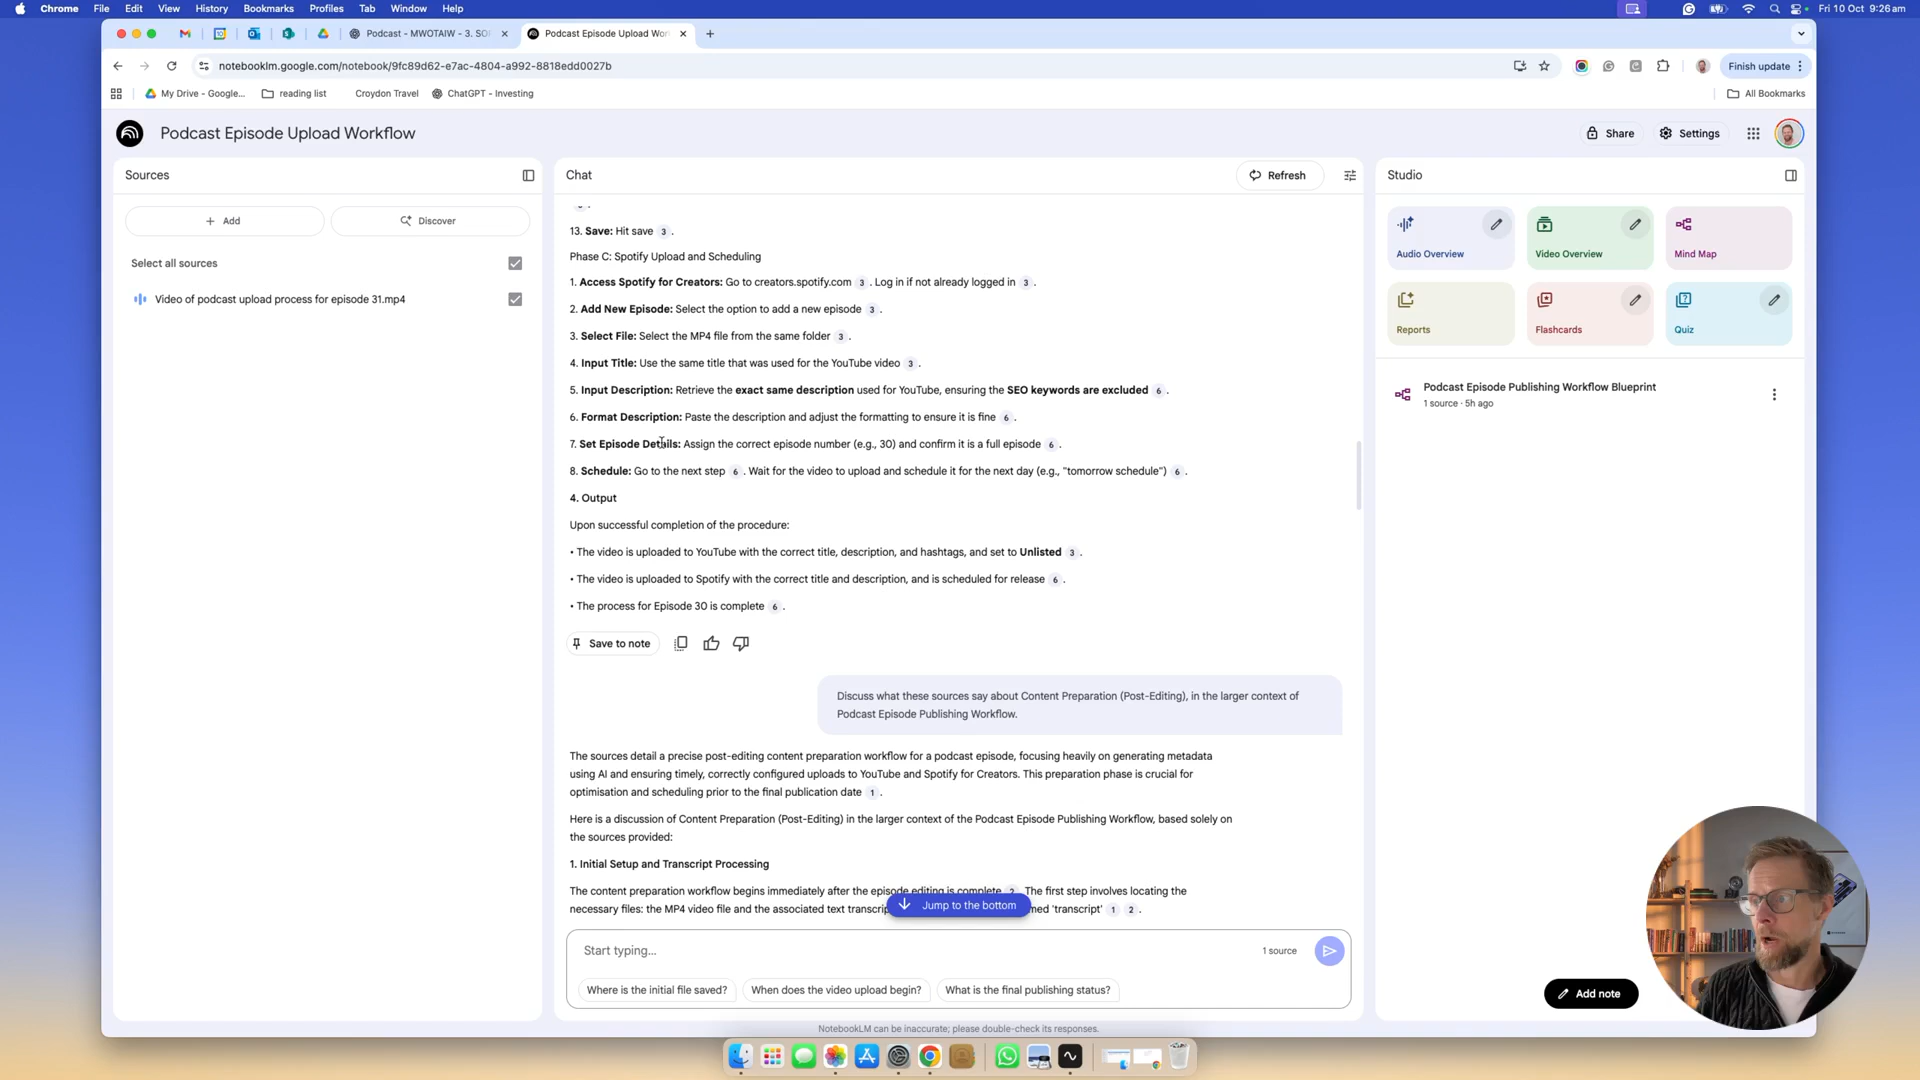 Chrome File Edit View History Bookmarks Profiles Tab Window Help Fri 10 Oct 9:26 am
Podcast - MWOTAIW - 3. SO
Podcast Episode Upload Wor
notebooklm.google.com/notebook/9fc89d62-e7ac-4804-a992-8818edd0027b
Finish update
My Drive - Google... reading list Croydon Travel ChatGPT - Investing All Bookmarks
Podcast Episode Upload Workflow
Share Settings
Sources
Add Discover
Select all sources
Video of podcast upload process for episode 31.mp4
Chat
Refresh
13. Save: Hit save 3 .
Phase C: Spotify Upload and Scheduling
1. Access Spotify for Creators: Go to creators.spotify.com 3 . Log in if not already logged in 3 .
2. Add New Episode: Select the option to add a new episode 3 .
3. Select File: Select the MP4 file from the same folder 3 .
4. Input Title: Use the same title that was used for the YouTube video 3 .
5. Input Description: Retrieve the exact same description used for YouTube, ensuring the SEO keywords are excluded 6 .
6. Format Description: Paste the description and adjust the formatting to ensure it is fine 6 .
7. Set Episode Details: Assign the correct episode number (e.g., 30) and confirm it is a full episode 6 .
8. Schedule: Go to the next step 6 . Wait for the video to upload and schedule it for the next day (e.g., "tomorrow schedule") 6 .
4. Output
Upon successful completion of the procedure:
• The video is uploaded to YouTube with the correct title, description, and hashtags, and set to Unlisted 3 .
• The video is uploaded to Spotify with the correct title and description, and is scheduled for release 6 .
• The process for Episode 30 is complete 6 .
Save to note
Discuss what these sources say about Content Preparation (Post-Editing), in the larger context of
Podcast Episode Publishing Workflow.
The sources detail a precise post-editing content preparation workflow for a podcast episode, focusing heavily on generating metadata
using AI and ensuring timely, correctly configured uploads to YouTube and Spotify for Creators. This preparation phase is crucial for
optimisation and scheduling prior to the final publication date 1 .
Here is a discussion of Content Preparation (Post-Editing) in the larger context of the Podcast Episode Publishing Workflow, based solely on
the sources provided:
1. Initial Setup and Transcript Processing
The content preparation workflow begins immediately after the episode editing is complete 2 . The first step involves locating the
necessary files: the MP4 video file and the associated text transcrip med 'transcript' 1 2 .
Jump to the bottom
Start typing...
1 source
Where is the initial file saved? When does the video upload begin? What is the final publishing status?
NotebookLM can be inaccurate; please double-check its responses.
Studio
Audio Overview Video Overview Mind Map
Reports Flashcards Quiz
Podcast Episode Publishing Workflow Blueprint
1 source · 5h ago
Add note